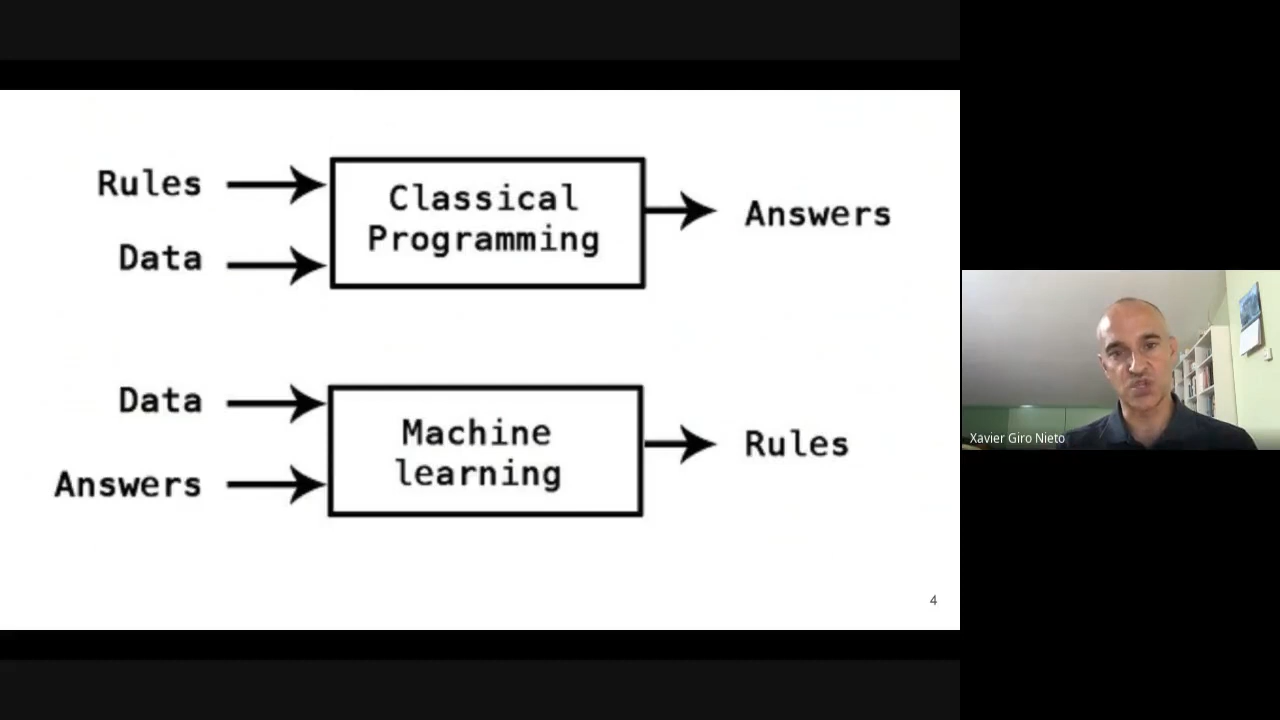 Rules
Data
Classical
Programming
Answers
Data
Answers
Machine
learning
Rules
4
Xavier Giro Nieto